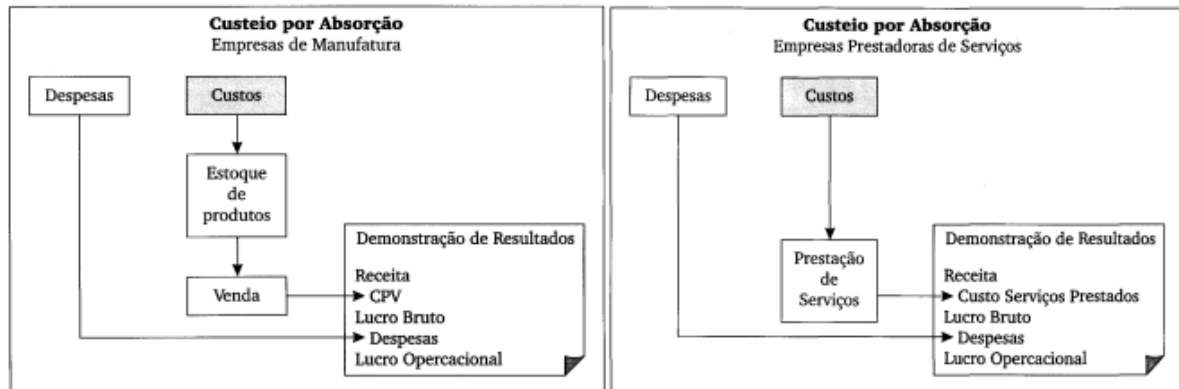 Custeio por Absorção
Empresas de Manufatura
Despesas
Custos
Estoque
de
produtos
Venda
Demonstração de Resultados
Receita
CPV
Lucro Bruto
Despesas
Lucro Opercacional
Custeio por Absorção
Empresas Prestadoras de Serviços
Despesas
Custos
Prestação
de
Serviços
Demonstração de Resultados
Receita
Custo Serviços Prestados
Lucro Bruto
Despesas
Lucro Opercacional